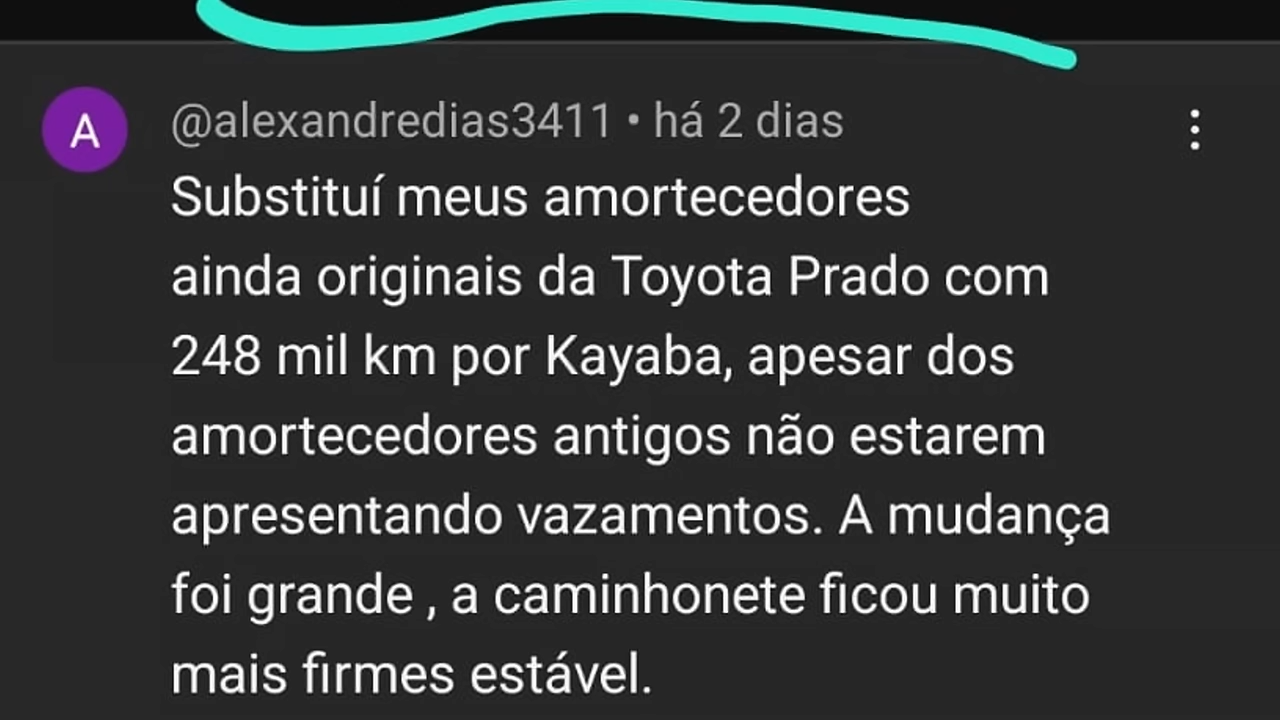 A
@alexandredias3411 • há 2 dias
Substituí meus amortecedores
ainda originais da Toyota Prado com
248 mil km por Kayaba, apesar dos
amortecedores antigos não estarem
apresentando vazamentos. A mudança
foi grande , a caminhonete ficou muito
mais firmes estável.